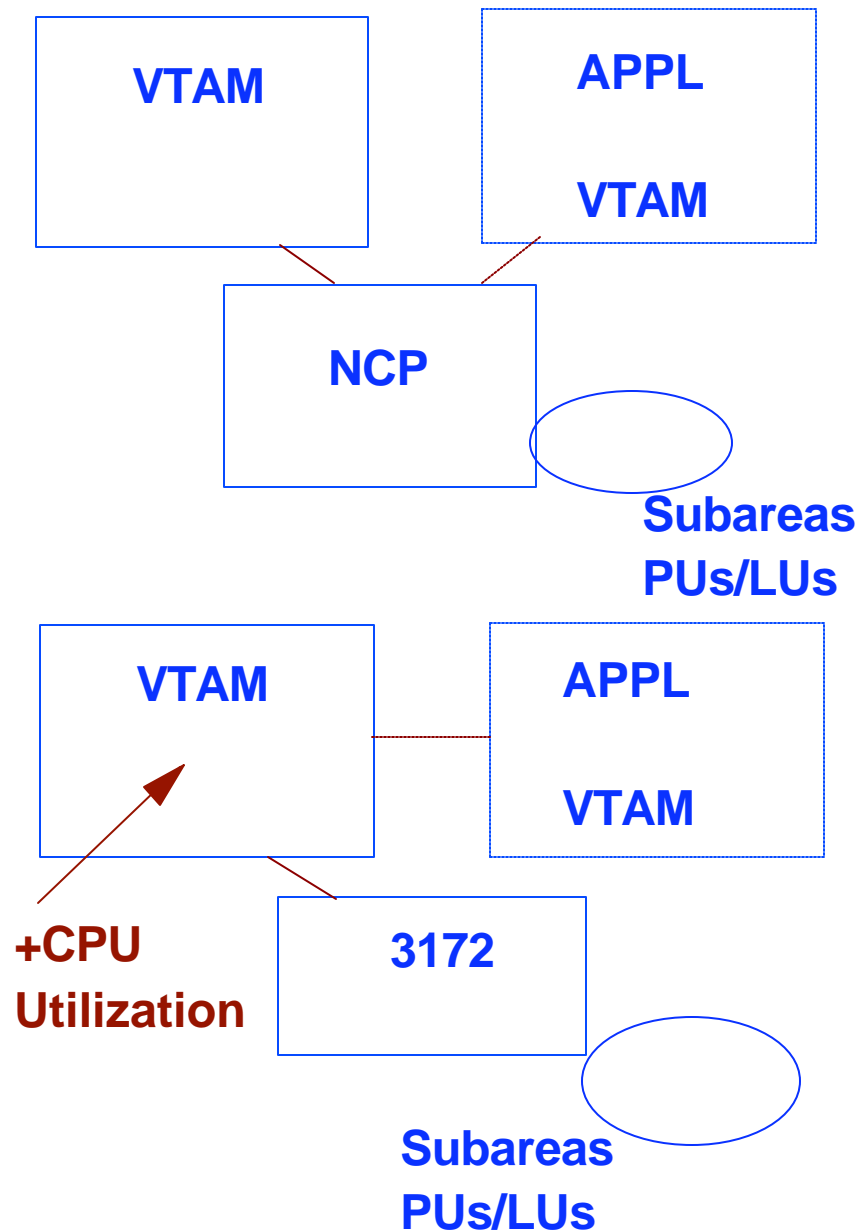 VTAM
APPL
VTAM
NCP
Subareas
PUs/LUs
VTAM
APPL
VTAM
+CPU
Utilization
3172
Subareas
PUs/LUs